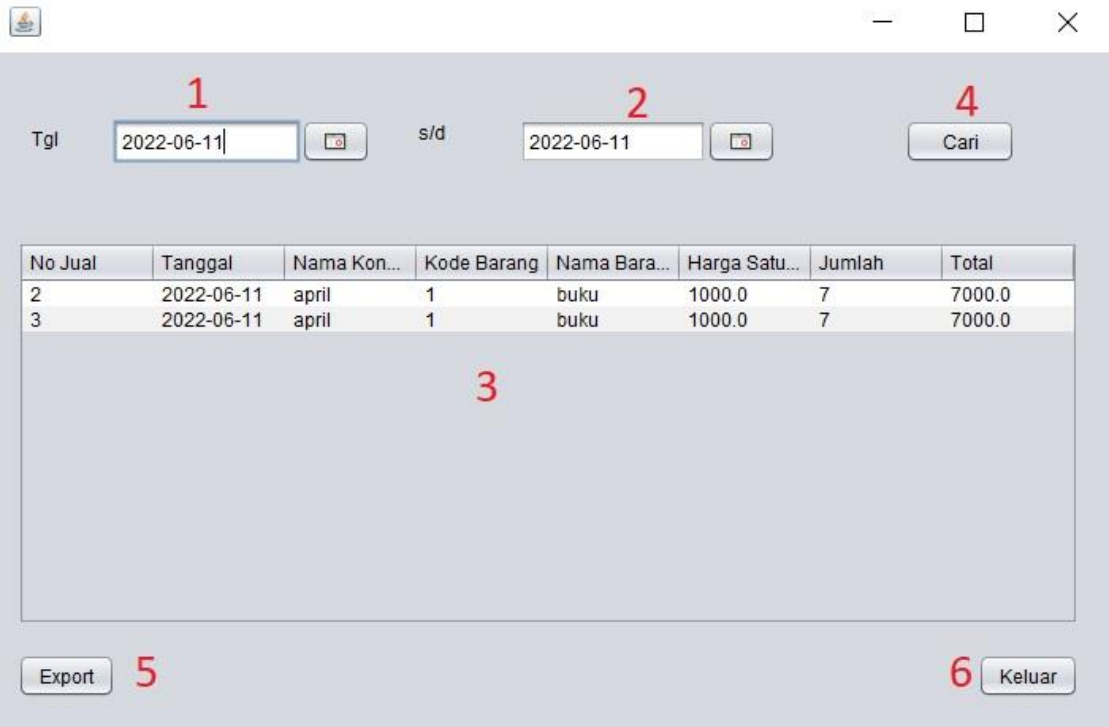 1 2 4
Tgl 2022-06-11 s/d 2022-06-11 Cari
No Jual Tanggal Nama Kon... Kode Barang Nama Bara... Harga Satu... Jumlah Total
2 2022-06-11 april 1 buku 1000.0 7 7000.0
3 2022-06-11 april 1 buku 1000.0 7 7000.0
3
Export 5 6 Keluar